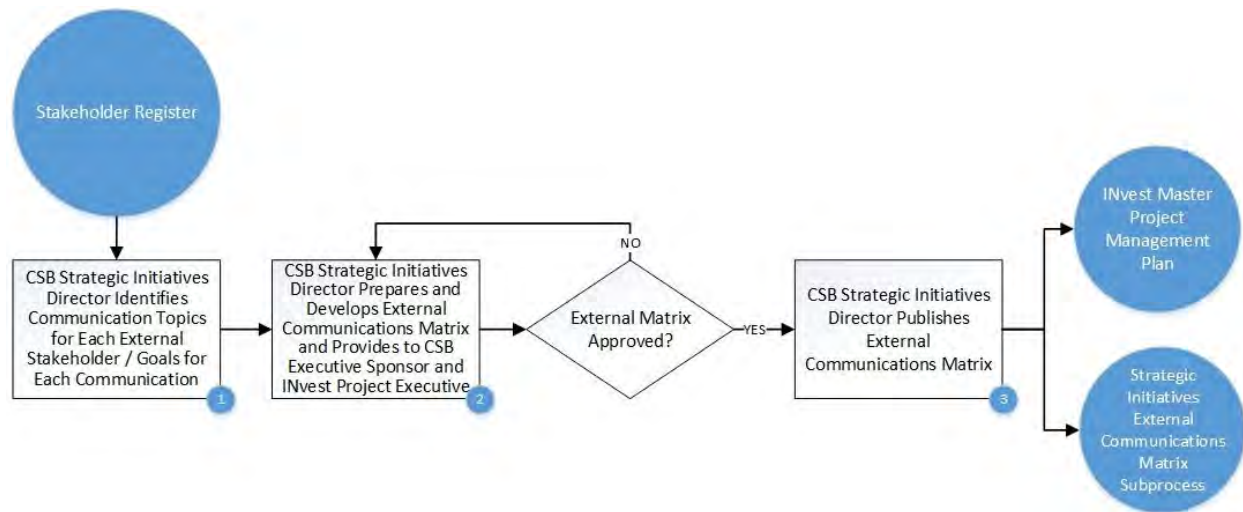 Stakeholder Register
CSB Strategic Initiatives
Director Identifies
Communication Topics
for Each External
Stakeholder / Goals for
Each Communication
1
CSB Strategic Initiatives
Director Prepares and
Develops External
Communications Matrix
and Provides to CSB
Executive Sponsor and
INvest Project Executive
2
NO
External Matrix
Approved?
YES
CSB Strategic Initiatives
Director Publishes
External
Communications Matrix
3
INvest Master
Project
Management
Plan
Strategic
Initiatives
External
Communications
Matrix
Subprocess